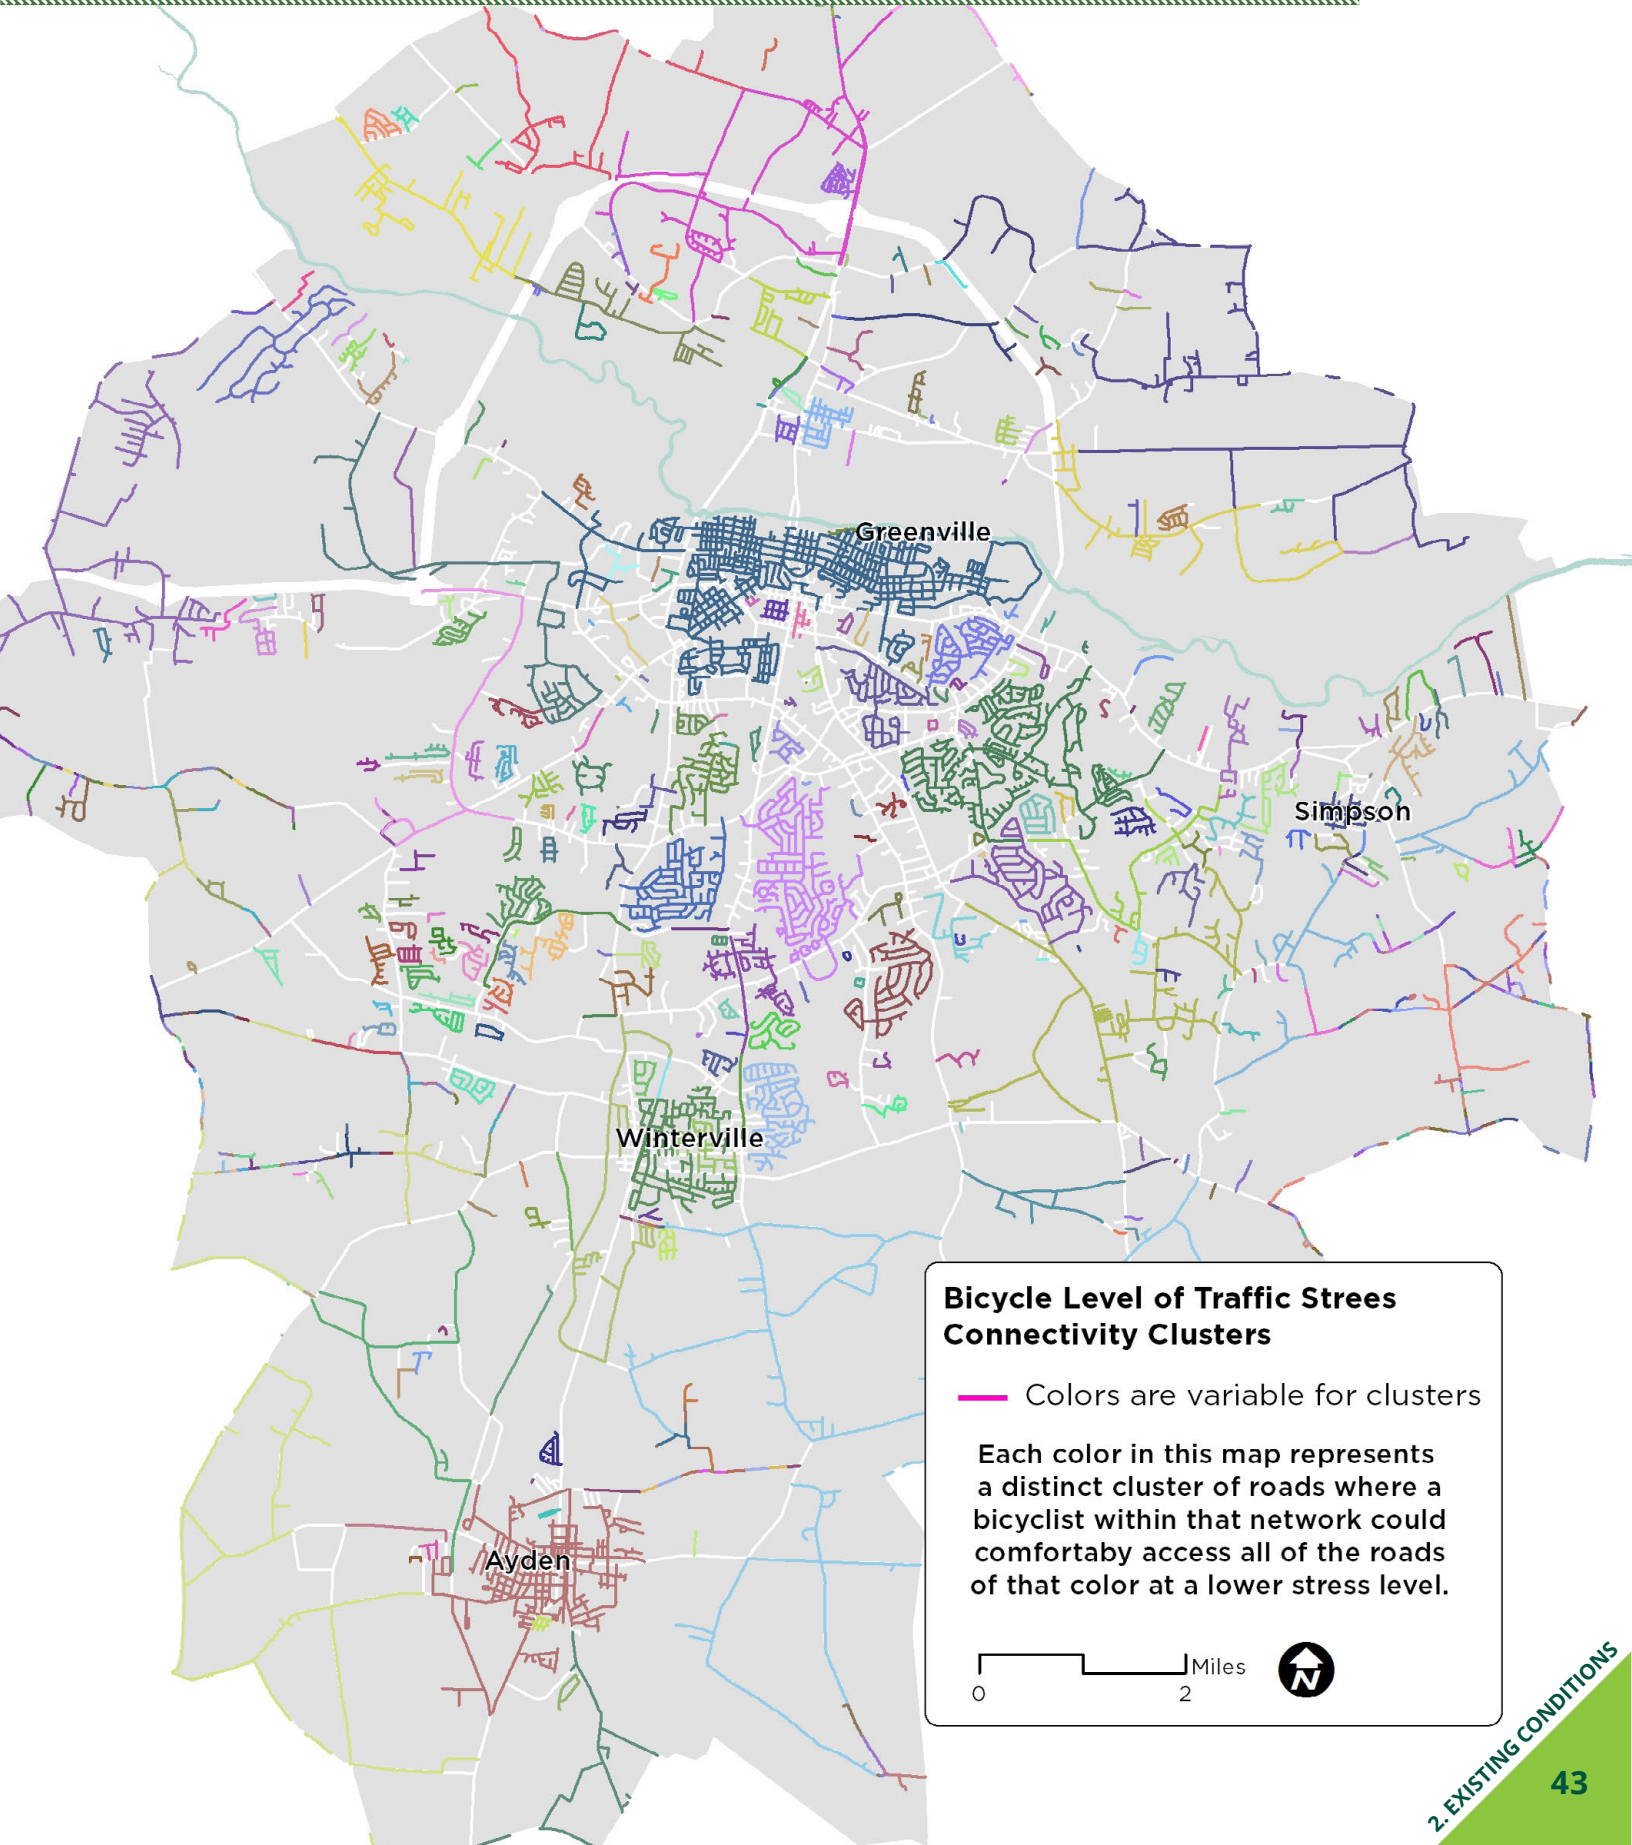 Greenville
Simpson
Winterville
Ayden
Bicycle Level of Traffic Strees
Connectivity Clusters
Colors are variable for clusters
Each color in this map represents
a distinct cluster of roads where a
bicyclist within that network could
comfortaby access all of the roads
of that color at a lower stress level.
Miles
0 2
N
2. EXISTING CONDITIONS
43